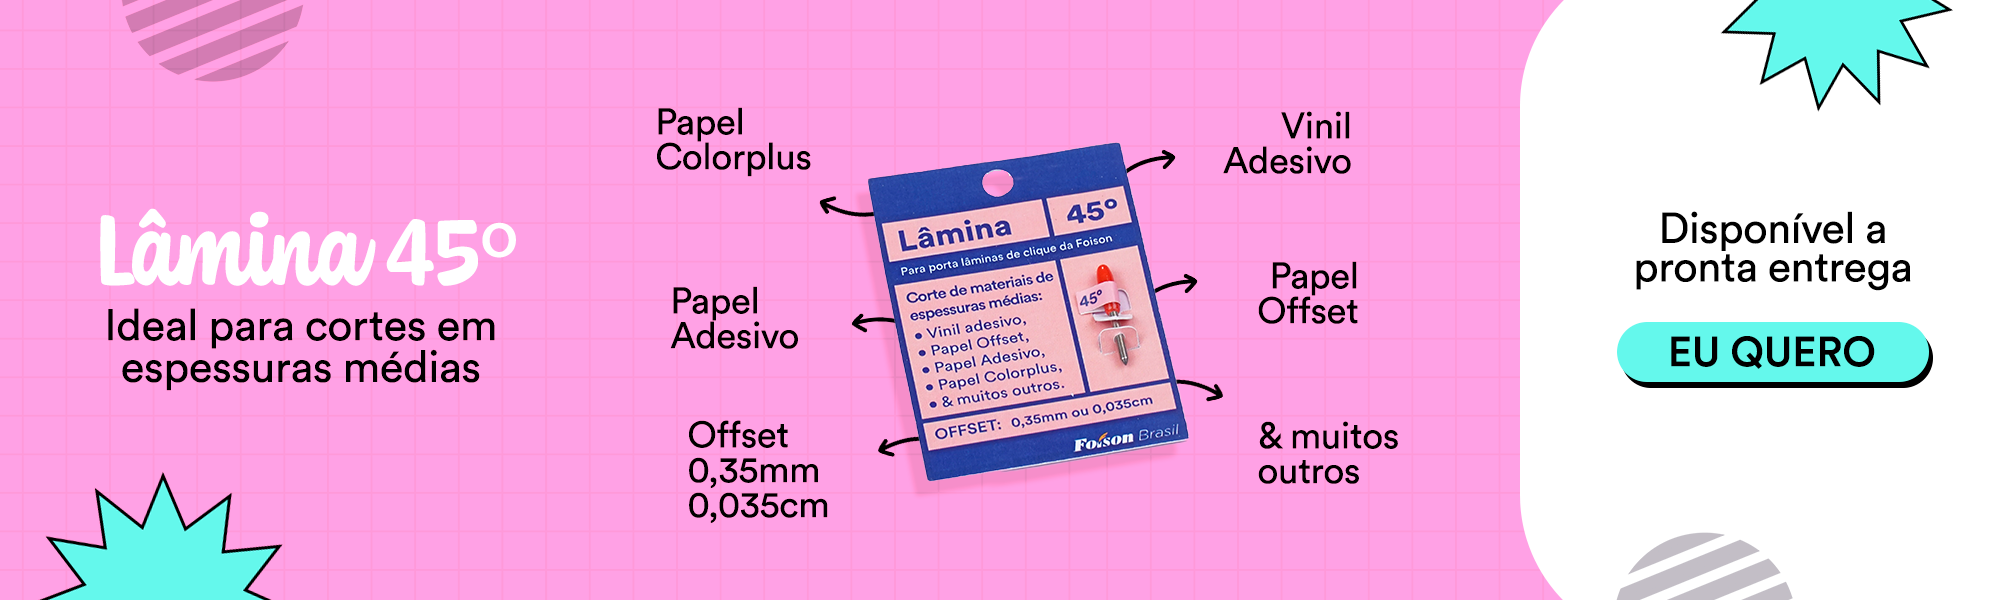 Lâmina 45º
Ideal para cortes em
espessuras médias
Papel
Colorplus
Papel
Adesivo
Offset
0,35mm
0,035cm
Lâmina
45º
Para porta lâminas de clique da Foison
Corte de materiais de
espessuras médias:
• Vinil adesivo,
• Papel Offset,
• Papel Adesivo,
• Papel Colorplus,
• & muitos outros.
45º
OFFSET: 0,35mm ou 0,035cm
Foison Brasil
Vinil
Adesivo
Papel
Offset
& muitos
outros
Disponível a
pronta entrega
EU QUERO